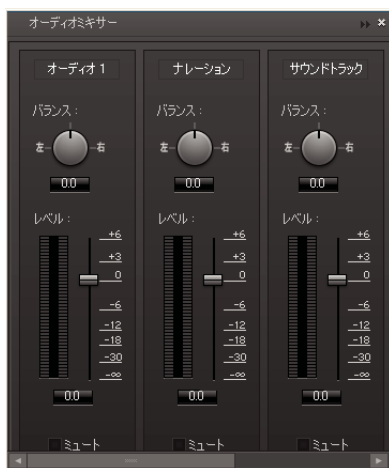 オーディオミキサー
オーディオ 1
バランス :
左
右
0.0
レベル :
+6
+3
0
-6
-12
-18
-30
-∞
0.0
ミュート
ナレーション
バランス :
左
右
0.0
レベル :
+6
+3
0
-6
-12
-18
-30
-∞
0.0
ミュート
サウンドトラック
バランス :
左
右
0.0
レベル :
+6
+3
0
-6
-12
-18
-30
-∞
0.0
ミュート